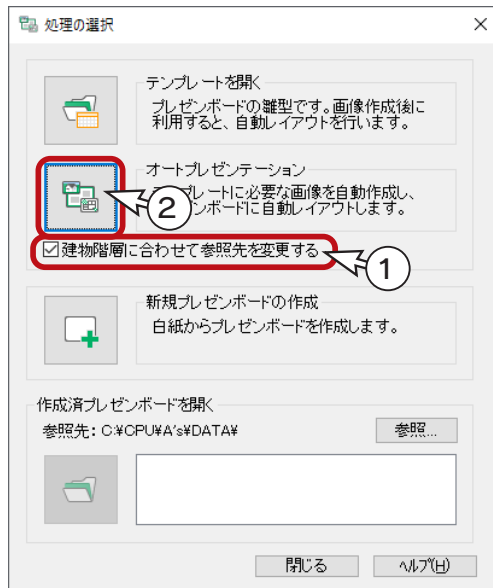 処理の選択
テンプレートを開く
プレゼンボードの雛型です。画像作成後に
利用すると、自動レイアウトを行います。
オートプレゼンテーション
レートに必要な画像を自動作成し、
ンボードに自動レイアウトします。
2
建物階層に合わせて参照先を変更する
1
新規プレゼンボードの作成
白紙からプレゼンボードを作成します。
作成済プレゼンボードを開く
参照先：C:¥CPU¥A's¥DATA¥
参照...
閉じる
ヘルプ(H)